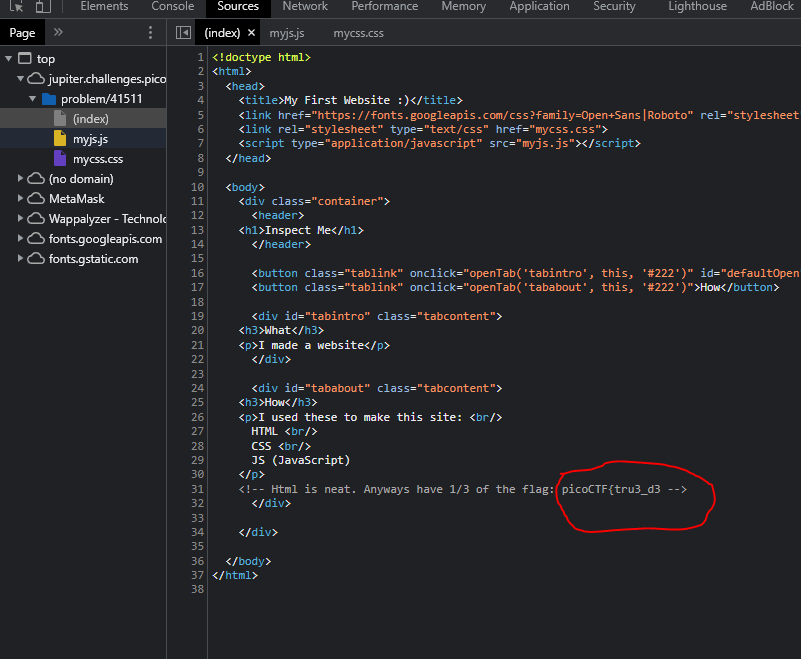 Elements Console Sources Network Performance Memory Application Security Lighthouse AdBlock
Page » (index) × myjs.js mycss.css
top
jupiter.challenges.pico
problem/41511
(index)
myjs.js
mycss.css
(no domain)
MetaMask
Wappalyzer - Technolo
fonts.googleapis.com
fonts.gstatic.com
1 <!doctype html>
2 <html>
3 <head>
4 <title>My First Website :)</title>
5 <link href="https://fonts.googleapis.com/css?family=Open+Sans|Roboto" rel="stylesheet
6 <link rel="stylesheet" type="text/css" href="mycss.css">
7 <script type="application/javascript" src="myjs.js"></script>
8 </head>
9
10 <body>
11 <div class="container">
12 <header>
13 <h1>Inspect Me</h1>
14 </header>
15
16 <button class="tablink" onclick="openTab('tabintro', this, '#222')" id="defaultOpen
17 <button class="tablink" onclick="openTab('tababout', this, '#222')">How</button>
18
19 <div id="tabintro" class="tabcontent">
20 <h3>What</h3>
21 <p>I made a website</p>
22 </div>
23
24 <div id="tababout" class="tabcontent">
25 <h3>How</h3>
26 <p>I used these to make this site: <br/>
27 HTML <br/>
28 CSS <br/>
29 JS (JavaScript)
30 </p>
31 <!-- Html is neat. Anyways have 1/3 of the flag: picoCTF{tru3_d3 -->
32 </div>
33
34 </div>
35
36 </body>
37 </html>
38